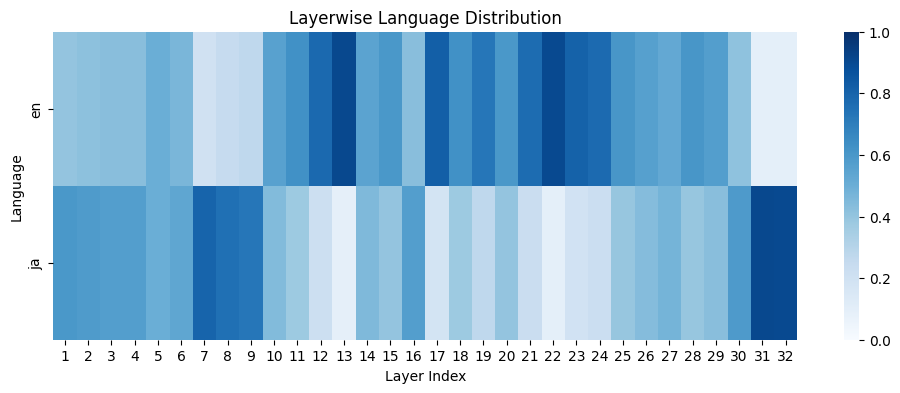 Layerwise Language Distribution
en
ja
Language
1 2 3 4 5 6 7 8 9 10 11 12 13 14 15 16 17 18 19 20 21 22 23 24 25 26 27 28 29 30 31 32
Layer Index
1.0
0.8
0.6
0.4
0.2
0.0